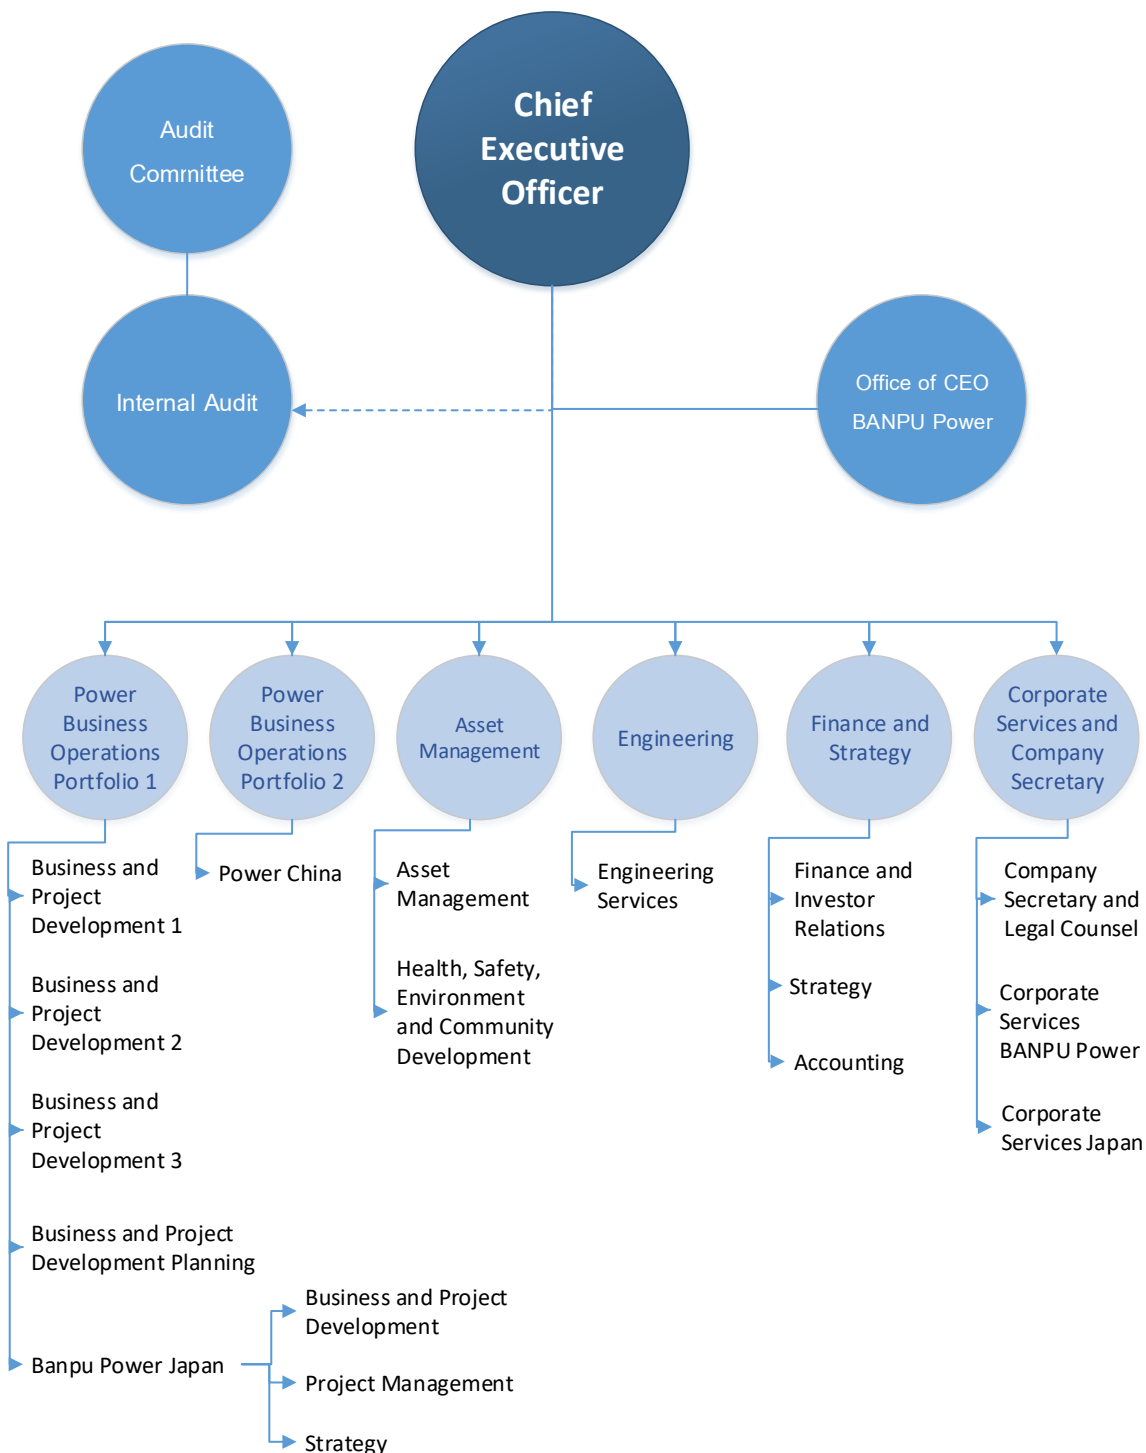 Audit
Committee
Chief
Executive
Officer
Internal Audit
Office of CEO
BANPU Power
Power
Business
Operations
Portfolio 1
Power
Business
Operations
Portfolio 2
Asset
Management
Engineering
Finance and
Strategy
Corporate
Services and
Company
Secretary
Business and
Project
Development 1
Business and
Project
Development 2
Business and
Project
Development 3
Business and Project
Development Planning
Banpu Power Japan
Business and Project
Development
Project Management
Strategy
Power China
Asset
Management
Health, Safety,
Environment
and Community
Development
Engineering
Services
Finance and
Investor
Relations
Strategy
Accounting
Company
Secretary and
Legal Counsel
Corporate
Services
BANPU Power
Corporate
Services Japan